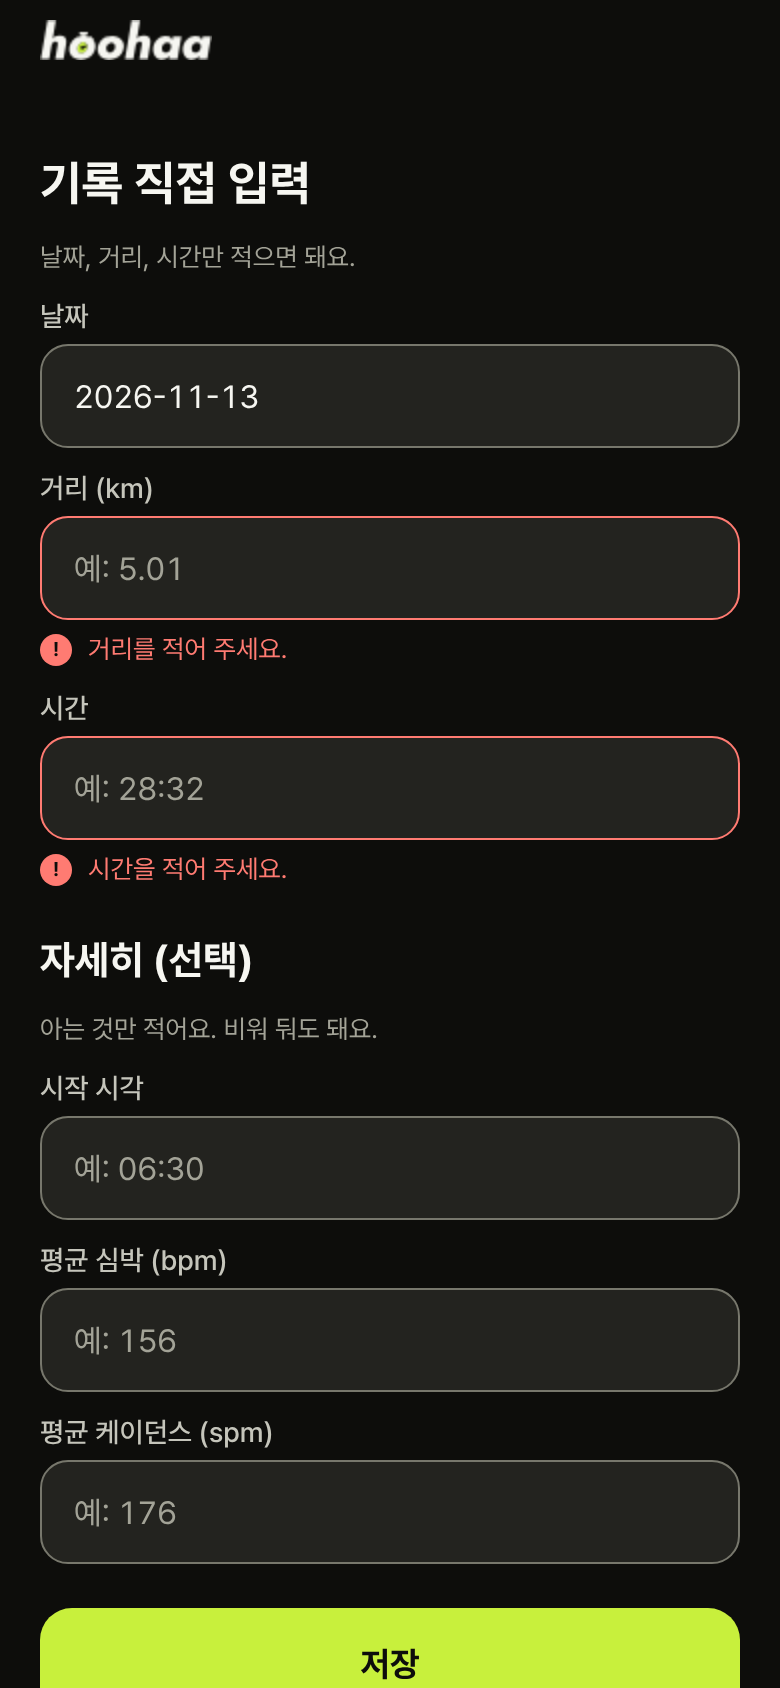 hoohaa
기록 직접 입력
날짜, 거리, 시간만 적으면 돼요.
날짜
2026-11-13
거리 (km)
예: 5.01
! 거리를 적어 주세요.
시간
예: 28:32
! 시간을 적어 주세요.
자세히 (선택)
아는 것만 적어요. 비워 둬도 돼요.
시작 시각
예: 06:30
평균 심박 (bpm)
예: 156
평균 케이던스 (spm)
예: 176
저장